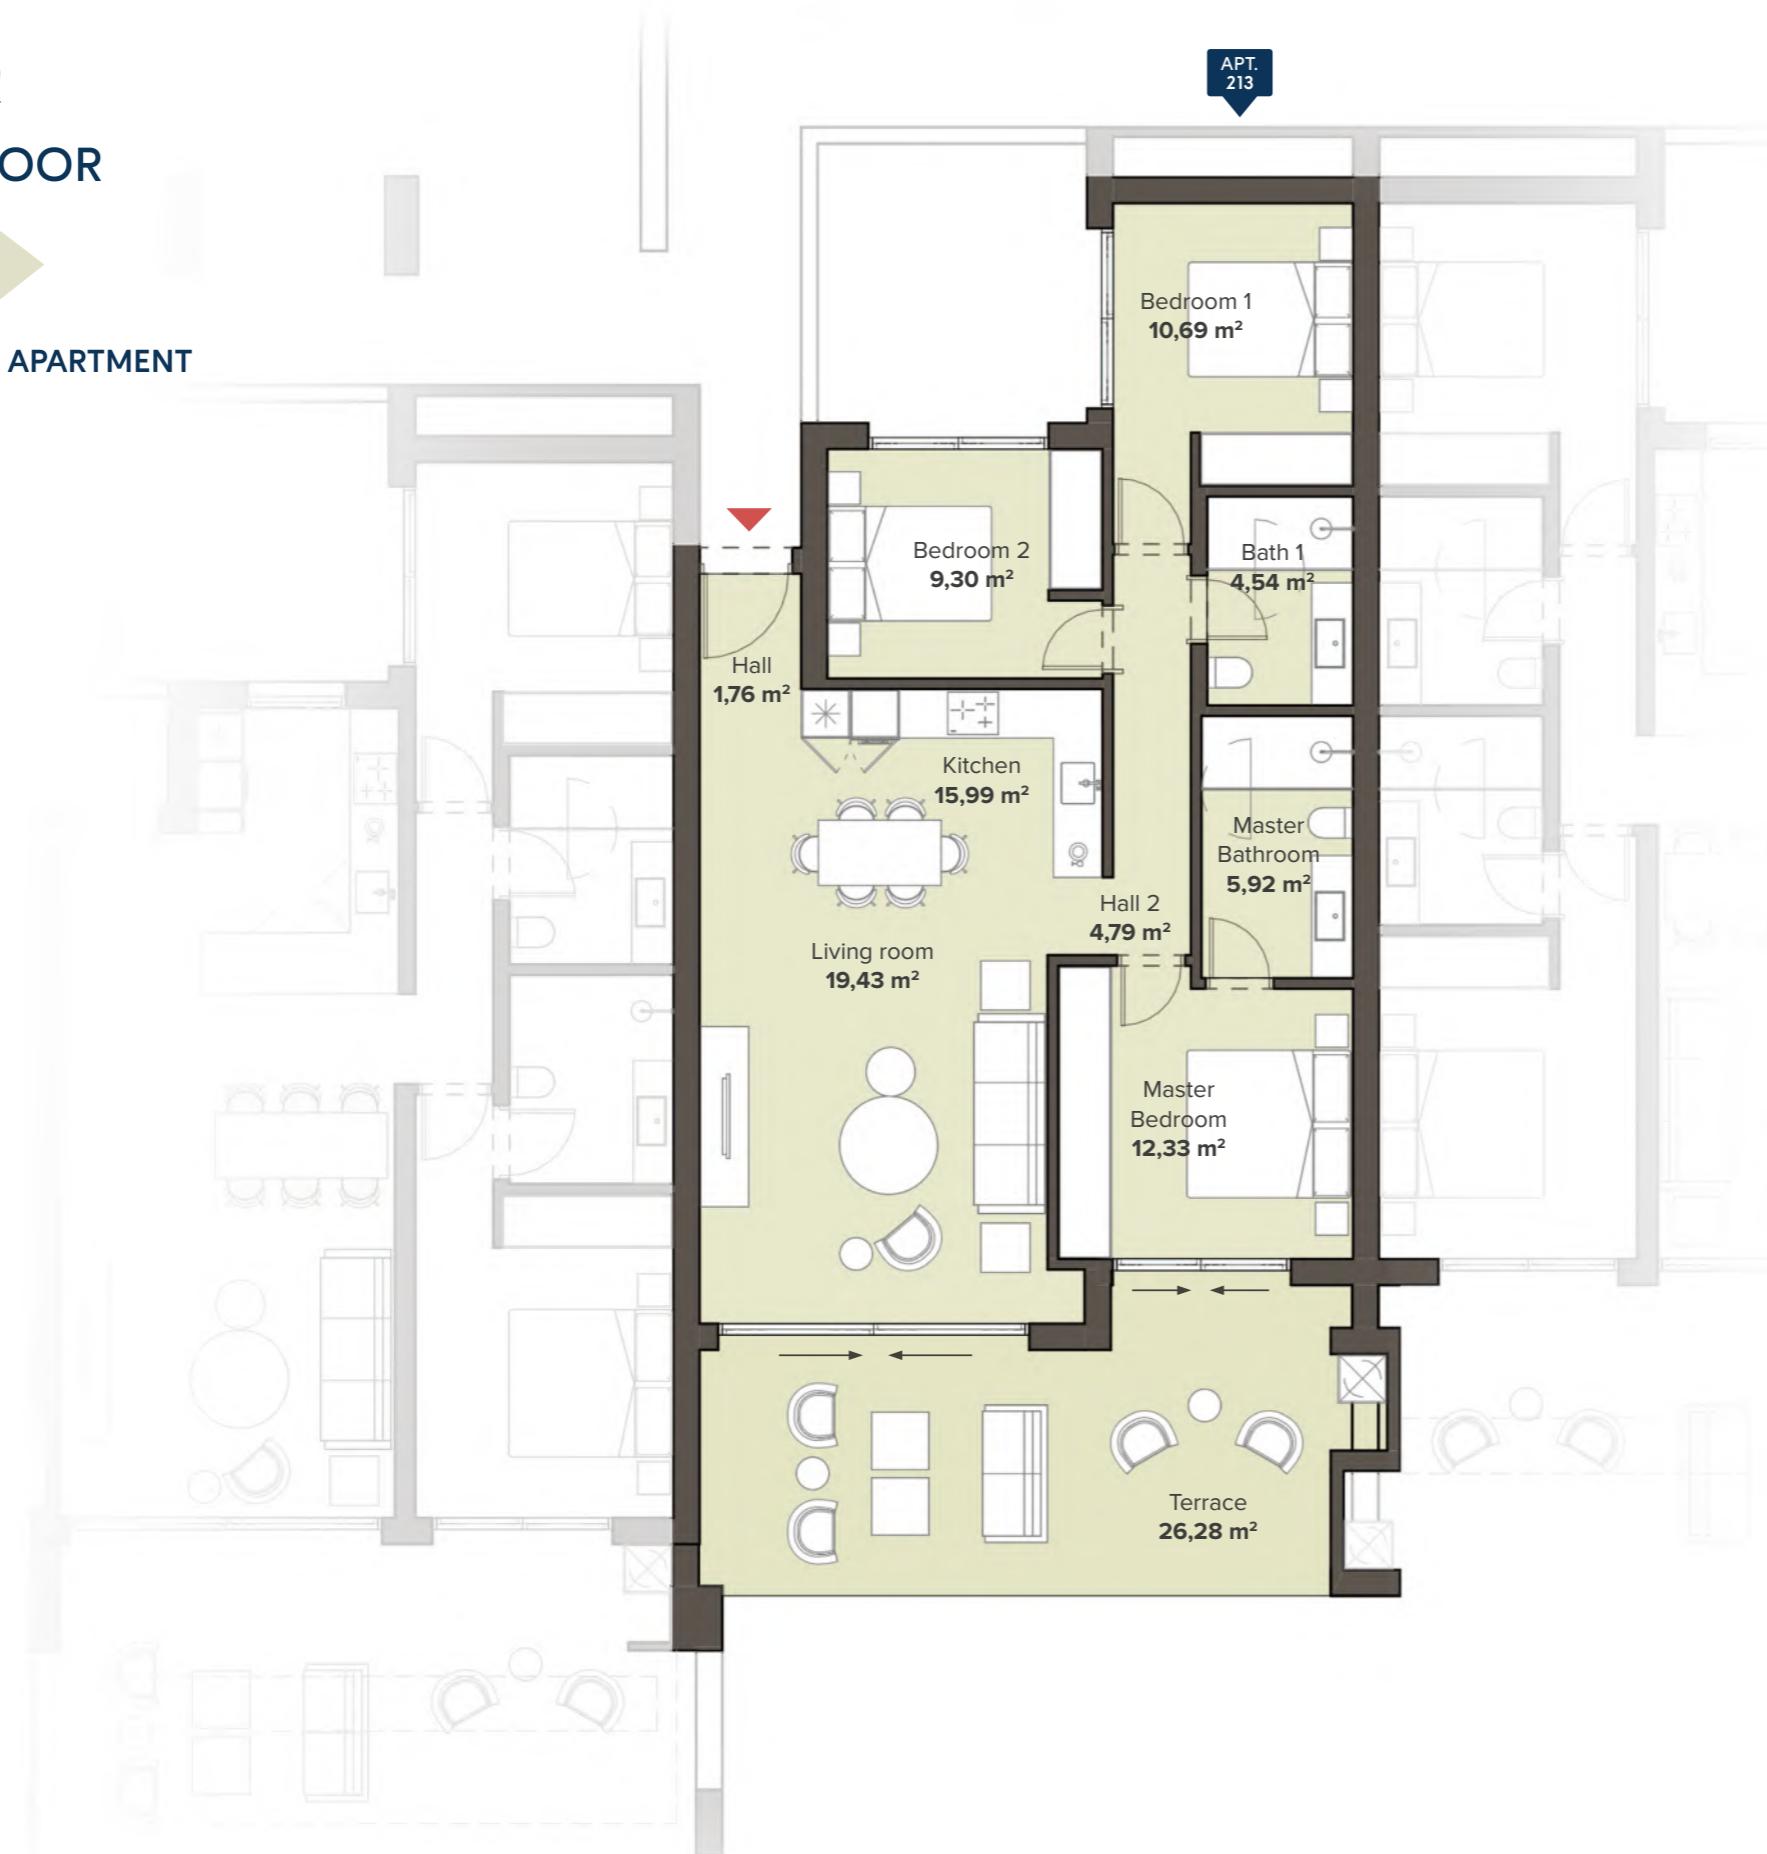 OOR
APARTMENT
APT.
213
Bedroom 1
10,69 m²
Bedroom 2
9,30 m²
Bath 1
4,54 m²
Hall
1,76 m²
Kitchen
15,99 m²
Master
Bathroom
5,92 m²
Hall 2
4,79 m²
Living room
19,43 m²
Master
Bedroom
12,33 m²
Terrace
26,28 m²